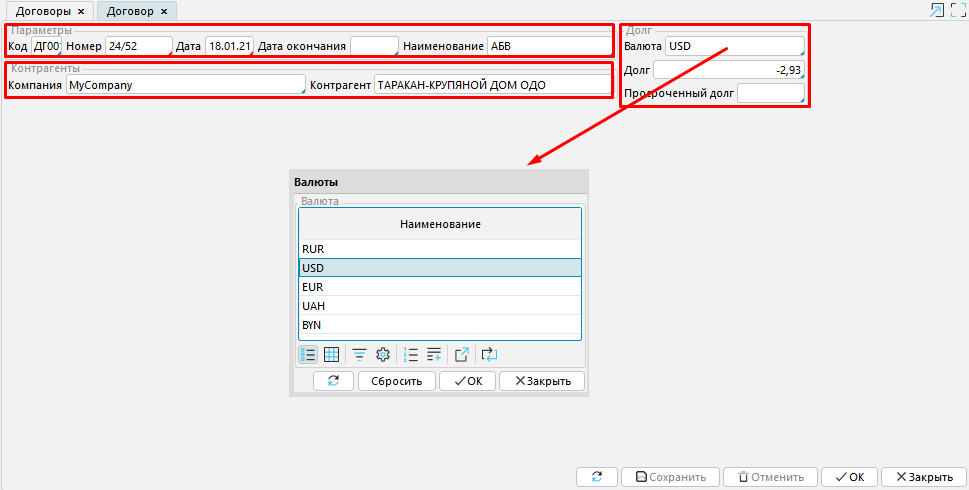 Договоры × Договор ×
Параметры
Код ДГ00 Номер 24/52 Дата 18.01.21 Дата окончания Наименование АБВ
Контрагенты
Компания MyCompany Контрагент ТАРАКАН-КРУПЯНОЙ ДОМ ОДО
Долг
Валюта USD
Долг -2,93
Просроченный долг
Валюты
Валюта
Наименование
RUR
USD
EUR
UAH
BYN
Сбросить ОК Закрыть
Сохранить Отменить ОК Закрыть